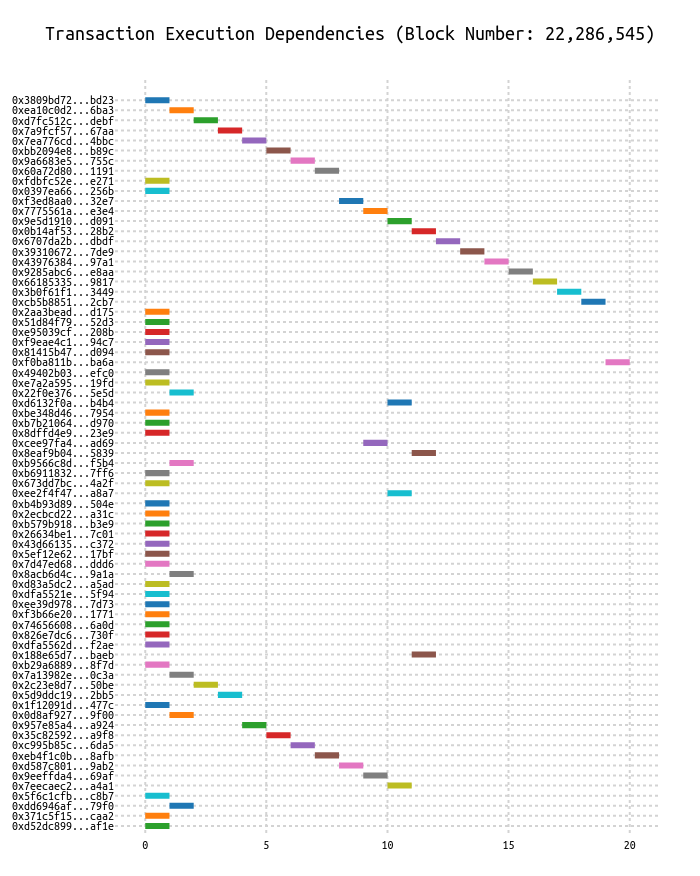 Transaction Execution Dependencies (Block Number: 22,286,545)
0x3809bd72...bd23
0xea10c0d2...6ba3
0xd7fc512c...debf
0x7a9fcf57...67aa
0x7ea776cd...4bbc
0xbb2094e8...b89c
0x9a6683e5...755c
0x60a72d80...1191
0xfdbfc52e...e271
0x0397ea66...256b
0xf3ed8aa0...32e7
0x7775561a...e3e4
0x9e5d1910...d091
0x0b14af53...28b2
0x6707da2b...dbdf
0x39310672...7de9
0x43976384...97a1
0x9285abc6...e8aa
0x66185335...9817
0x3b0f61f1...3449
0xcb5b8851...2cb7
0x2aa3bead...d175
0x51d84f79...52d3
0xe95039cf...208b
0xf9eae4c1...94c7
0x81415b47...d094
0xf0ba811b...ba6a
0x49402b03...efc0
0xe7a2a595...19fd
0x22f0e376...5e5d
0xd6132f0a...b4b4
0xbe348d46...7954
0xb7b21064...d970
0x8dffd4e9...23e9
0xcee97fa4...ad69
0x8eaf9b04...5839
0xb9566c8d...f5b4
0xb6911832...7ff6
0x673dd7bc...4a2f
0xee2f4f47...a8a7
0xb4b93d89...504e
0x2ecbcd22...a31c
0xb579b918...b3e9
0x26634be1...7c01
0x43d66135...c372
0x5ef12e62...17bf
0x7d47ed68...ddd6
0x8acb6d4c...9a1a
0xd83a5dc2...a5ad
0xdfa5521e...5f94
0xee39d978...7d73
0xf3b66e20...1771
0x74656608...6a0d
0x826e7dc6...730f
0xdfa5562d...f2ae
0x188e65d7...baeb
0xb29a6889...8f7d
0x7a13982e...0c3a
0x2c23e8d7...50be
0x5d9ddc19...2bb5
0x1f12091d...477c
0x0d8af927...9f00
0x957e85a4...a924
0x35c82592...a9f8
0xc995b85c...6da5
0xeb4f1c0b...8afb
0xd587c801...9ab2
0x9eeffda4...69af
0x7eecaec2...a4a1
0x5f6c1cfb...c8b7
0xdd6946af...79f0
0x371c5f15...caa2
0xd52dc899...af1e
0 5 10 15 20